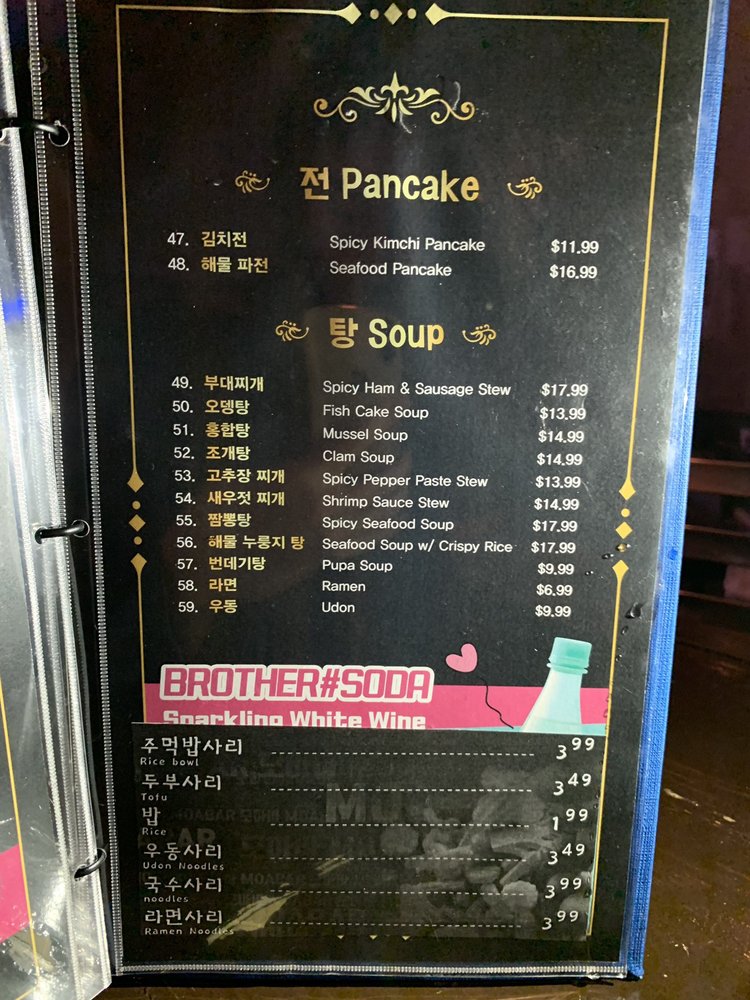 전 Pancake
47. 김치전 Spicy Kimchi Pancake $11.99
48. 해물 파전 Seafood Pancake $16.99
탕 Soup
49. 부대찌개 Spicy Ham & Sausage Stew $17.99
50. 오뎅탕 Fish Cake Soup $13.99
51. 홍합탕 Mussel Soup $14.99
52. 조개탕 Clam Soup $14.99
53. 고추장 찌개 Spicy Pepper Paste Stew $13.99
54. 새우젓 찌개 Shrimp Sauce Stew $14.99
55. 짬뽕탕 Spicy Seafood Soup $17.99
56. 해물 누룽지 탕 Seafood Soup w/ Crispy Rice $17.99
57. 번데기탕 Pupa Soup $9.99
58. 라면 Ramen $6.99
59. 우동 Udon $9.99
BROTHER#SODA
Sparkling White Wine
주먹밥사리 3.99
Rice bowl
두부사리 3.49
Tofu
밥 1.99
Rice
우동사리 3.49
Udon Noodles
국수사리 3.99
noodles
라면사리 3.99
Ramen Noodles